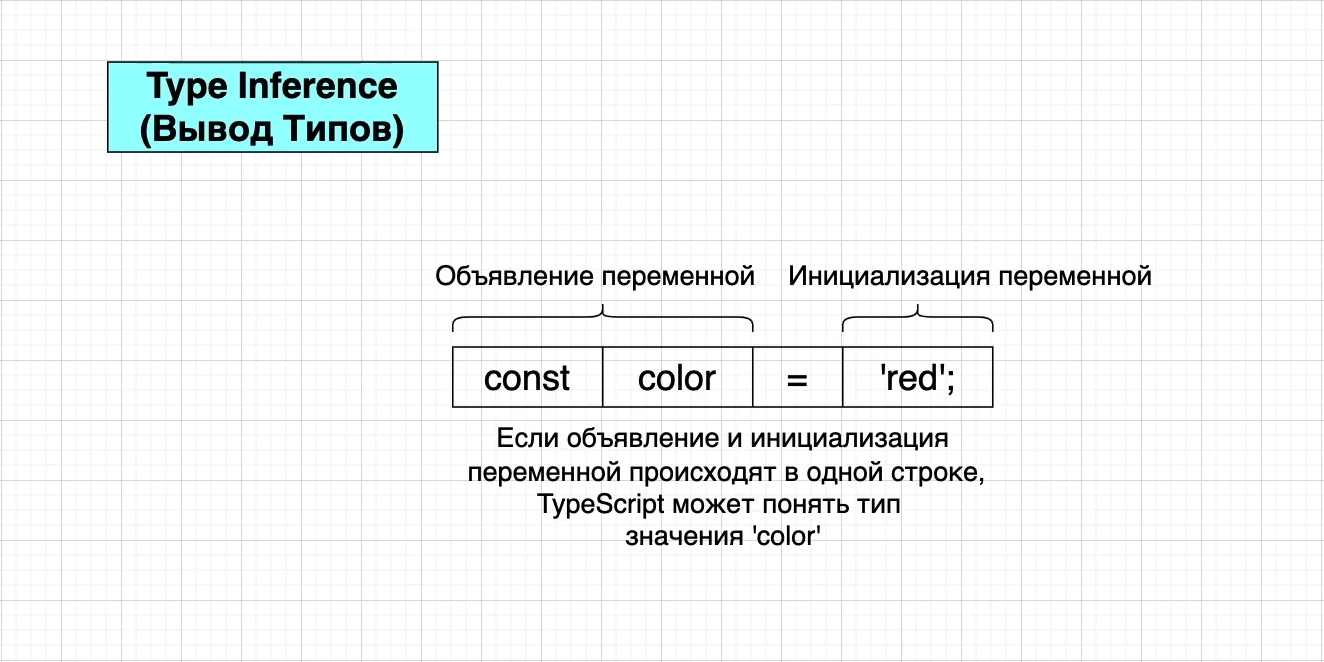 Type Inference
(Вывод Типов)
Объявление переменной Инициализация переменной
const color = 'red';
Если объявление и инициализация
переменной происходят в одной строке,
TypeScript может понять тип
значения 'color'